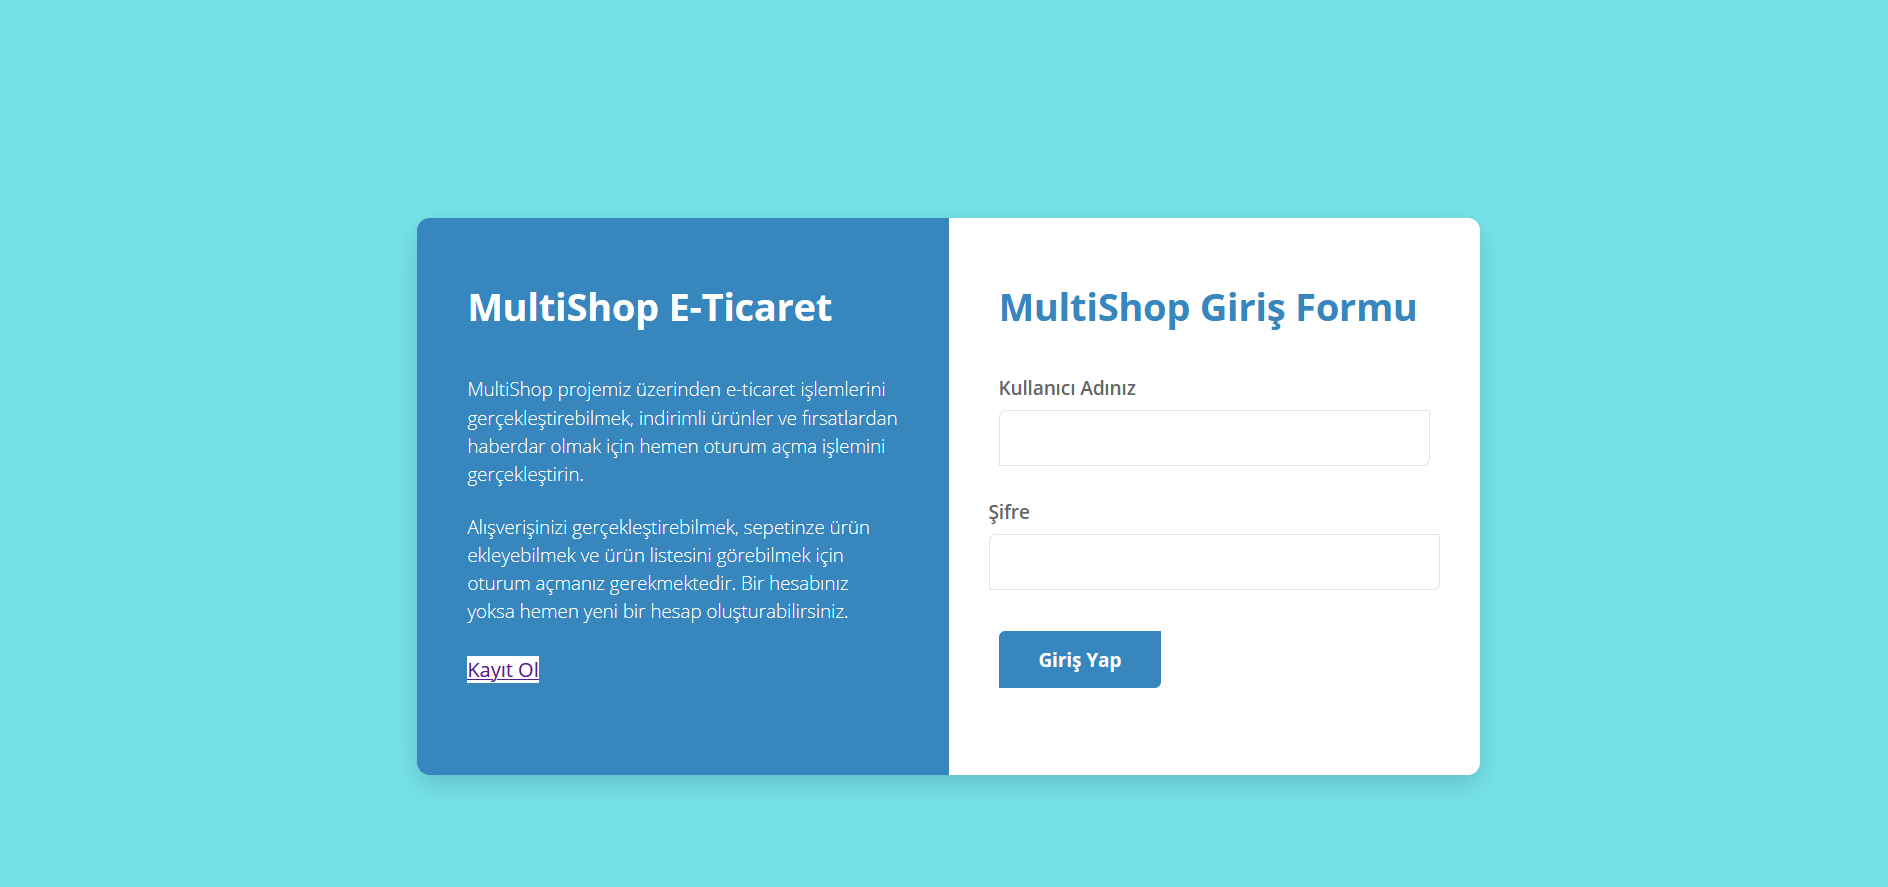 MultiShop E-Ticaret
MultiShop projemiz üzerinden e-ticaret işlemlerini
gerçekleştirebilmek, indirimli ürünler ve fırsatlardan
haberdar olmak için hemen oturum açma işlemini
gerçekleştirin.
Alışverişinizi gerçekleştirebilmek, sepetinze ürün
ekleyebilmek ve ürün listesini görebilmek için
oturum açmanız gerekmektedir. Bir hesabınız
yoksa hemen yeni bir hesap oluşturabilirsiniz.
Kayıt Ol
MultiShop Giriş Formu
Kullanıcı Adınız
Şifre
Giriş Yap